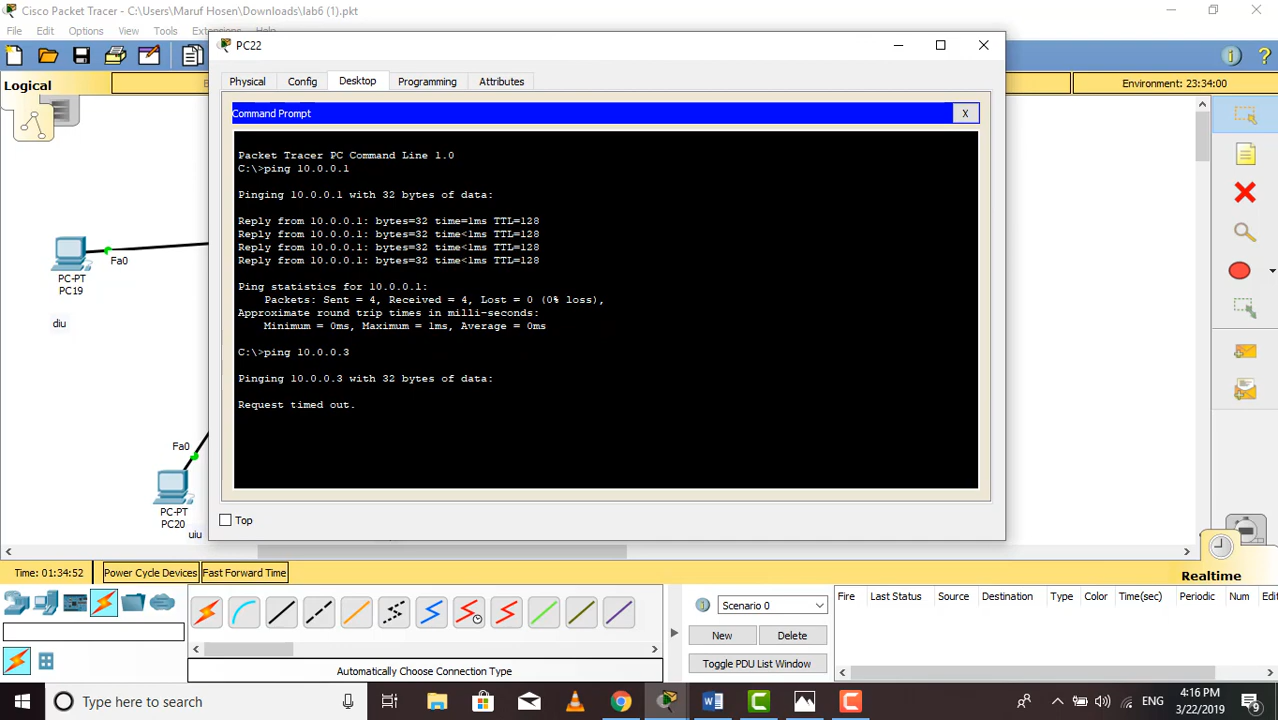 Cisco Packet Tracer - C:\Users\Maruf Hosen\Downloads\lab6 (1).pkt
File Edit Options View Tools Extensions Help
PC22
Logical
Environment: 23:34:00
Physical Config Desktop Programming Attributes
Command Prompt
X
Packet Tracer PC Command Line 1.0
C:\>ping 10.0.0.1
Pinging 10.0.0.1 with 32 bytes of data:
Reply from 10.0.0.1: bytes=32 time=1ms TTL=128
Reply from 10.0.0.1: bytes=32 time<1ms TTL=128
Reply from 10.0.0.1: bytes=32 time<1ms TTL=128
Reply from 10.0.0.1: bytes=32 time<1ms TTL=128
Ping statistics for 10.0.0.1:
Packets: Sent = 4, Received = 4, Lost = 0 (0% loss),
Approximate round trip times in milli-seconds:
Minimum = 0ms, Maximum = 1ms, Average = 0ms
C:\>ping 10.0.0.3
Pinging 10.0.0.3 with 32 bytes of data:
Request timed out.
Top
Fa0
PC-PT
PC19
diu
Fa0
PC-PT
PC20
uiu
Time: 01:34:52 Power Cycle Devices Fast Forward Time
Realtime
Automatically Choose Connection Type
Scenario 0
New Delete
Toggle PDU List Window
Fire Last Status Source Destination Type Color Time(sec) Periodic Num Edit
Type here to search
ENG
4:16 PM
3/22/2019
9